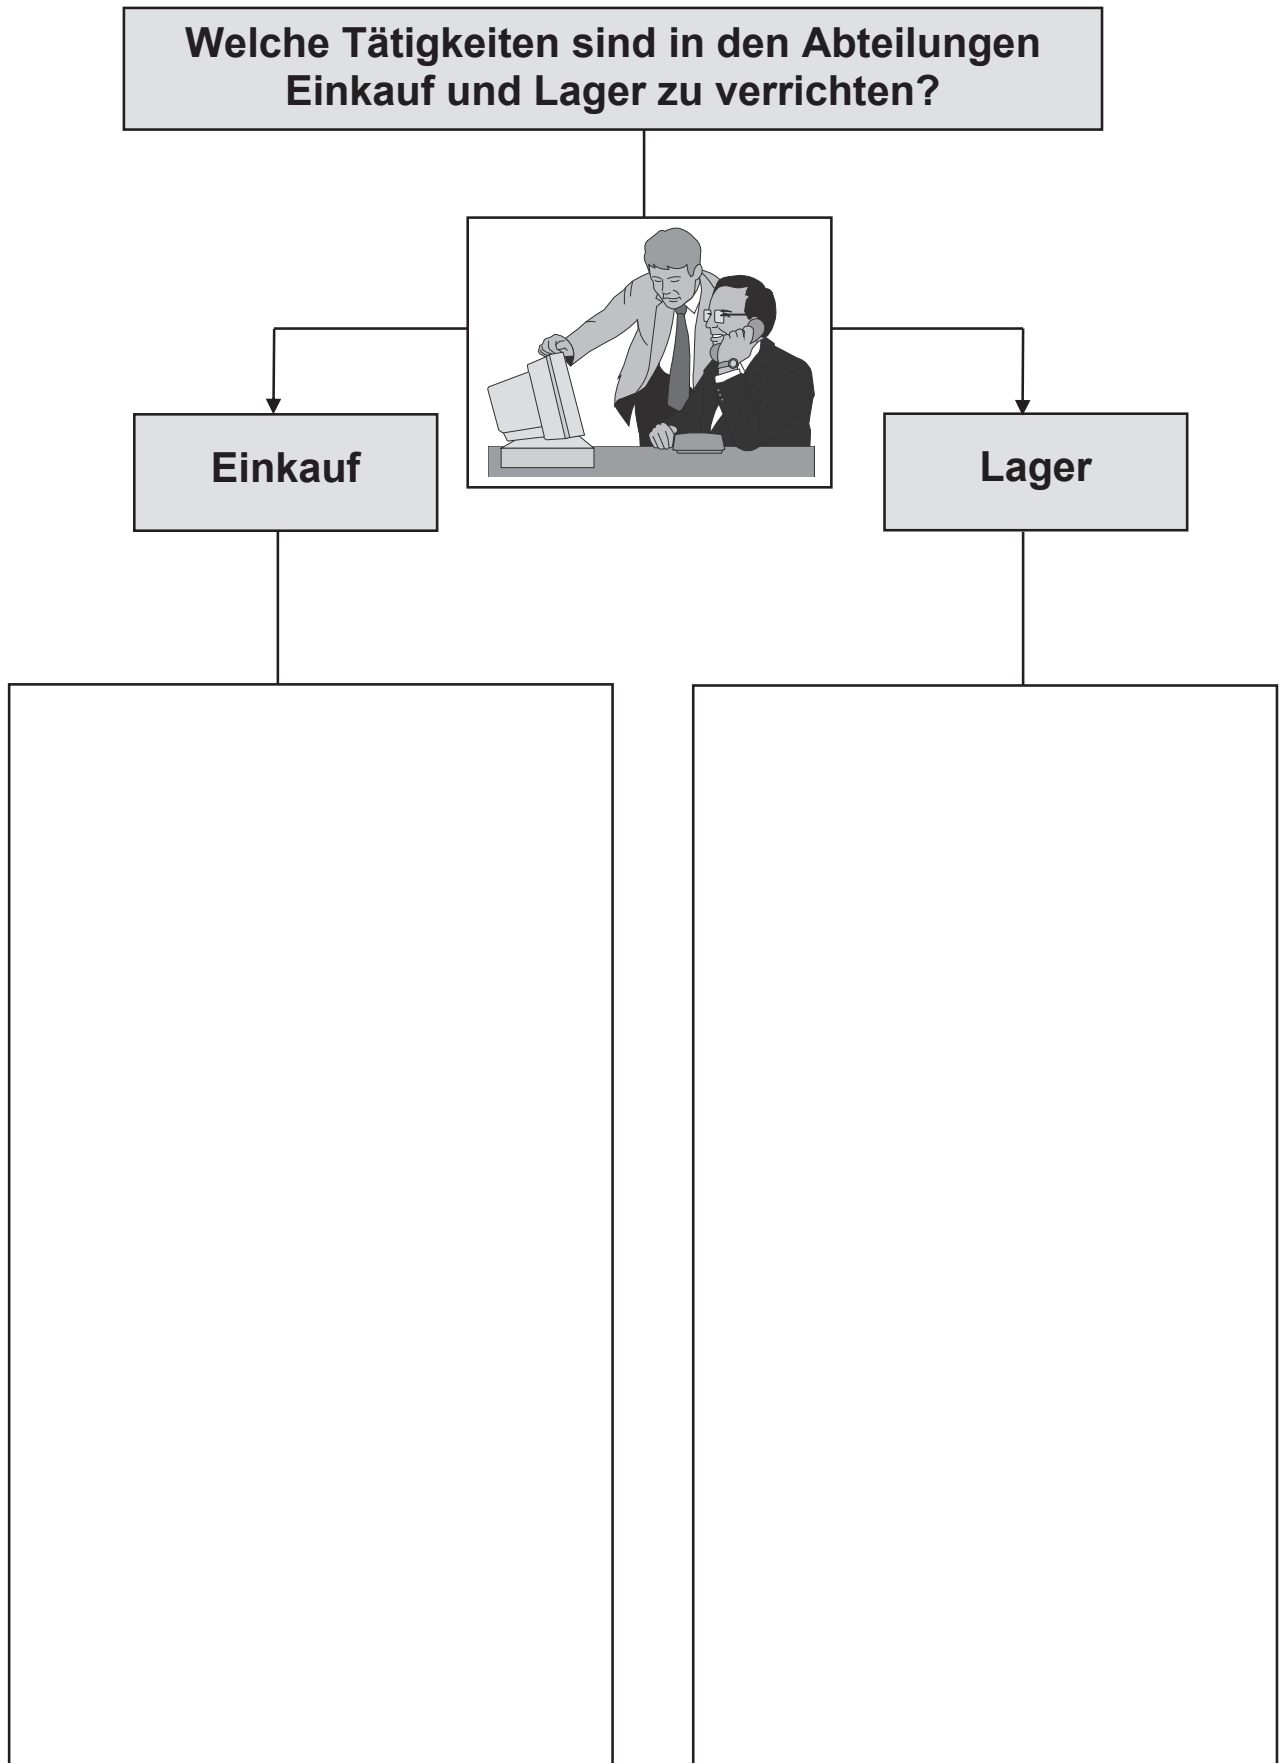 Welche Tätigkeiten sind in den Abteilungen
Einkauf und Lager zu verrichten?
Einkauf
Lager